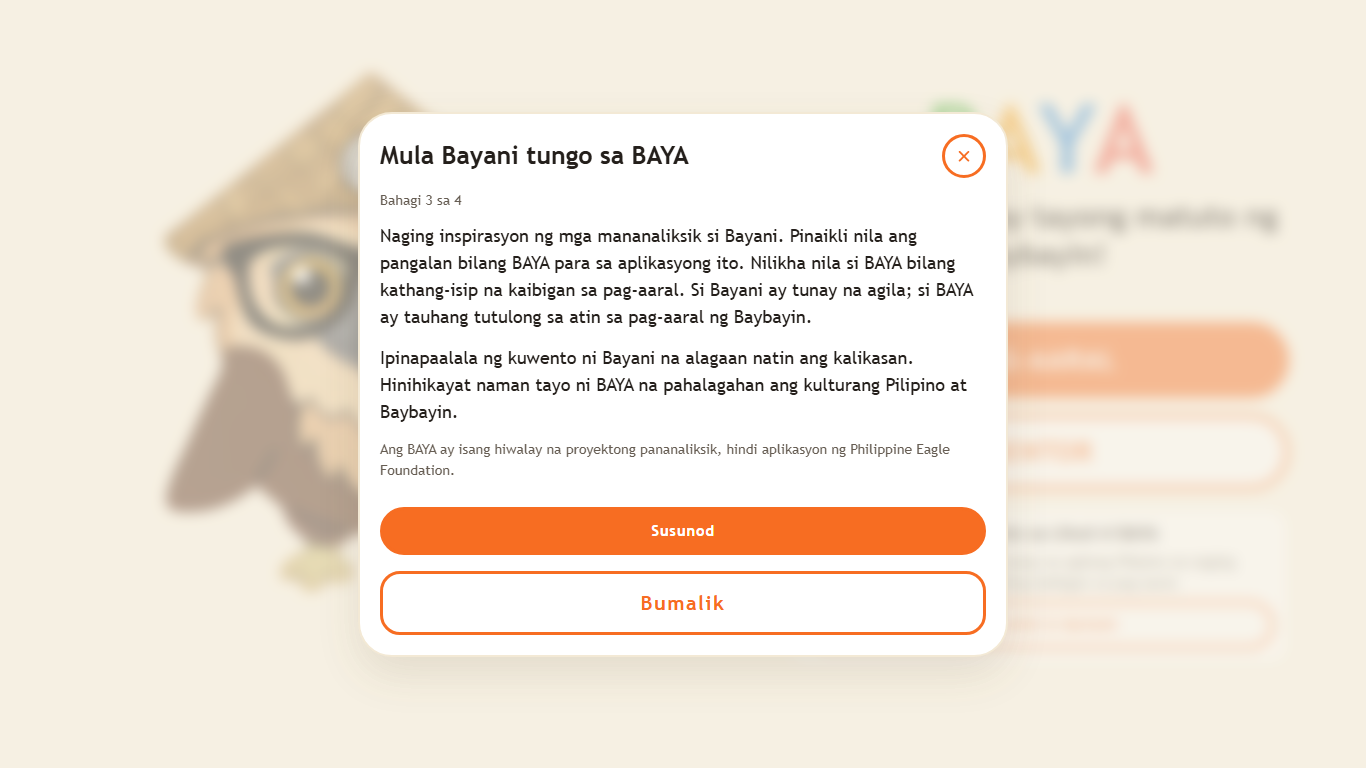 Mula Bayani tungo sa BAYA
Bahagi 3 sa 4
Naging inspirasyon ng mga mananaliksik si Bayani. Pinaikli nila ang
pangalan bilang BAYA para sa aplikasyong ito. Nilikha nila si BAYA bilang
kathang-isip na kaibigan sa pag-aaral. Si Bayani ay tunay na agila; si BAYA
ay tauhang tutulong sa atin sa pag-aaral ng Baybayin.
Ipinapaalala ng kuwento ni Bayani na alagaan natin ang kalikasan.
Hinihikayat naman tayo ni BAYA na pahalagahan ang kulturang Pilipino at
Baybayin.
Ang BAYA ay isang hiwalay na proyektong pananaliksik, hindi aplikasyon ng Philippine Eagle
Foundation.
Susunod
Bumalik
AYA
tayong matuto ng